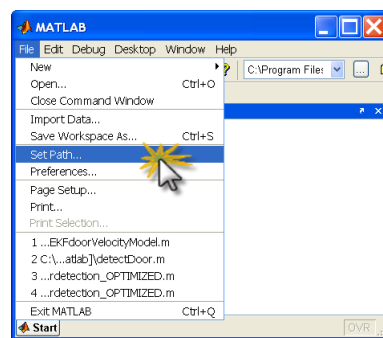 MATLAB
File Edit Debug Desktop Window Help
New
C:\Program File:
Open... Ctrl+O
Close Command Window
Import Data...
Save Workspace As... Ctrl+S
Set Path...
Preferences...
Page Setup...
Print...
Print Selection...
1 ...EKFdoorVelocityModel.m
2 C:\...atlab]\detectDoor.m
3 ...rdetection_OPTIMIZED.m
4 ...rdetection_OPTIMIZED.m
Exit MATLAB Ctrl+Q
Start OVR